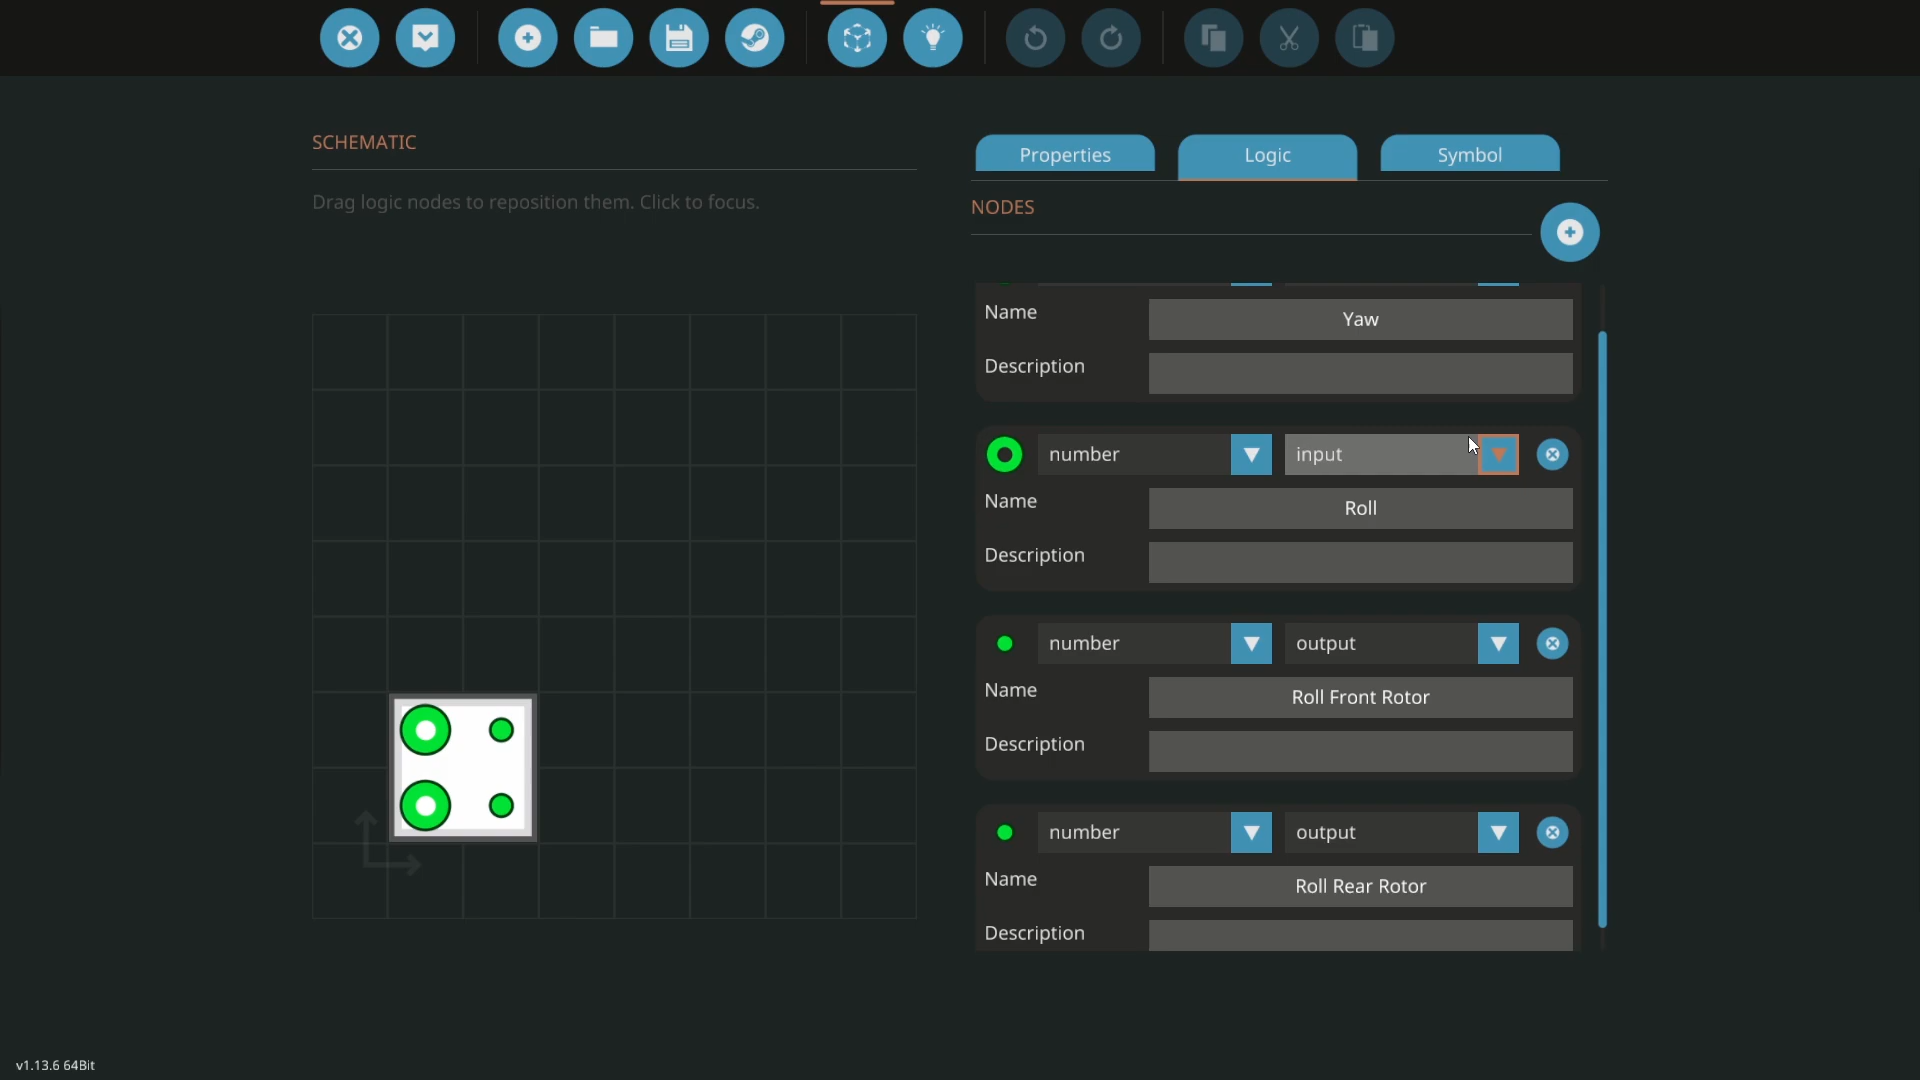 SCHEMATIC
Drag logic nodes to reposition them. Click to focus.
Properties
Logic
Symbol
NODES
Name
Yaw
Description
number
input
Name
Roll
Description
number
output
Name
Roll Front Rotor
Description
number
output
Name
Roll Rear Rotor
Description
v1.13.6 64Bit